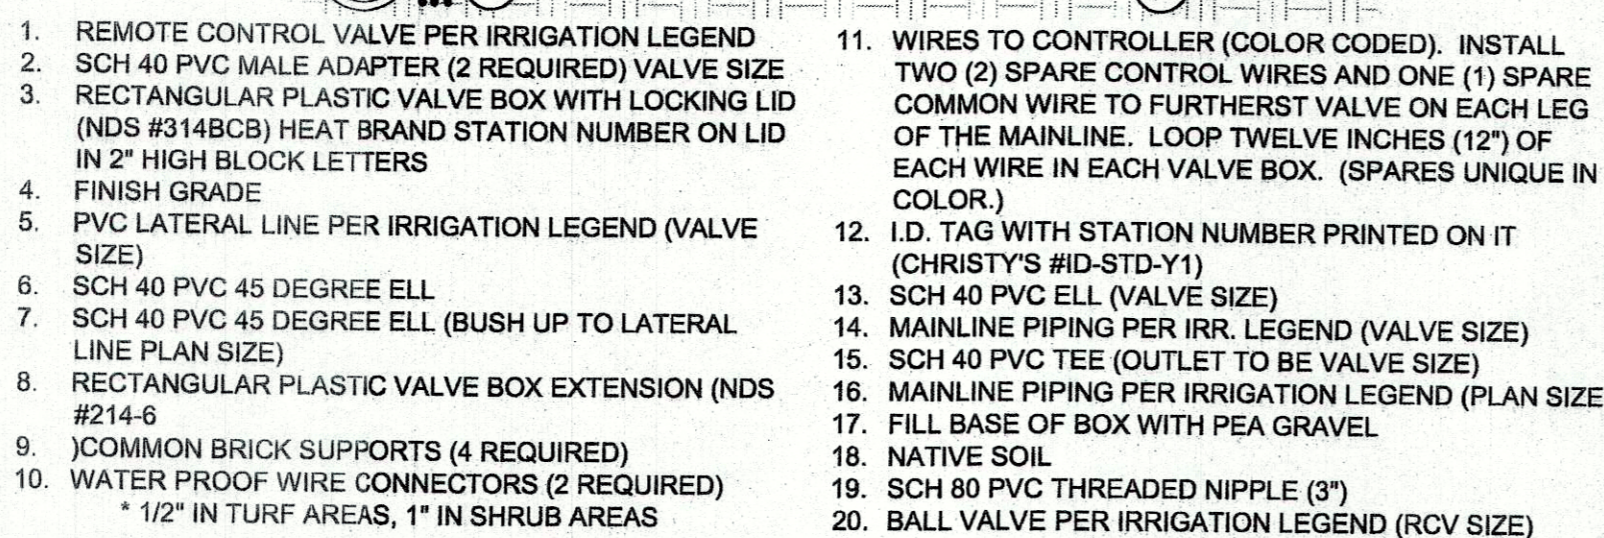 1. REMOTE CONTROL VALVE PER IRRIGATION LEGEND
2. SCH 40 PVC MALE ADAPTER (2 REQUIRED) VALVE SIZE
3. RECTANGULAR PLASTIC VALVE BOX WITH LOCKING LID
(NDS #314BCB) HEAT BRAND STATION NUMBER ON LID
IN 2" HIGH BLOCK LETTERS
4. FINISH GRADE
5. PVC LATERAL LINE PER IRRIGATION LEGEND (VALVE
SIZE)
6. SCH 40 PVC 45 DEGREE ELL
7. SCH 40 PVC 45 DEGREE ELL (BUSH UP TO LATERAL
LINE PLAN SIZE)
8. RECTANGULAR PLASTIC VALVE BOX EXTENSION (NDS
#214-6
9. )COMMON BRICK SUPPORTS (4 REQUIRED)
10. WATER PROOF WIRE CONNECTORS (2 REQUIRED)
* 1/2" IN TURF AREAS, 1" IN SHRUB AREAS
11. WIRES TO CONTROLLER (COLOR CODED). INSTALL
TWO (2) SPARE CONTROL WIRES AND ONE (1) SPARE
COMMON WIRE TO FURTHERST VALVE ON EACH LEG
OF THE MAINLINE. LOOP TWELVE INCHES (12") OF
EACH WIRE IN EACH VALVE BOX. (SPARES UNIQUE IN
COLOR.)
12. I.D. TAG WITH STATION NUMBER PRINTED ON IT
(CHRISTY'S #ID-STD-Y1)
13. SCH 40 PVC ELL (VALVE SIZE)
14. MAINLINE PIPING PER IRR. LEGEND (VALVE SIZE)
15. SCH 40 PVC TEE (OUTLET TO BE VALVE SIZE)
16. MAINLINE PIPING PER IRRIGATION LEGEND (PLAN SIZE
17. FILL BASE OF BOX WITH PEA GRAVEL
18. NATIVE SOIL
19. SCH 80 PVC THREADED NIPPLE (3")
20. BALL VALVE PER IRRIGATION LEGEND (RCV SIZE)